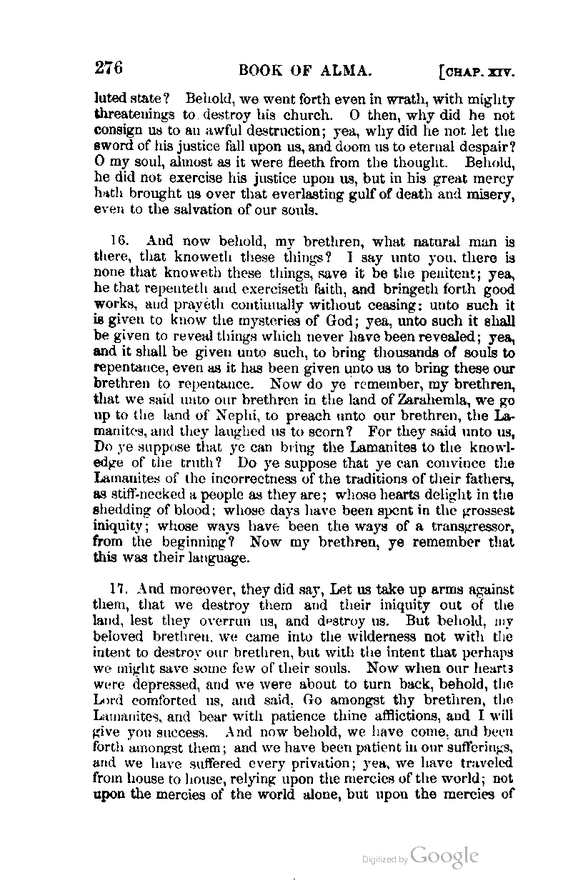 276 BOOK OF ALMA. [CHAP. XIV.
luted state? Behold, we went forth even in wrath, with mighty
threatenings to destroy his church. O then, why did he not
consign us to an awful destruction; yea, why did he not let the
sword of his justice fall upon us, and doom us to eternal despair?
O my soul, almost as it were fleeth from the thought. Behold,
he did not exercise his justice upon us, but in his great mercy
hath brought us over that everlasting gulf of death and misery,
even to the salvation of our souls.
16. And now behold, my brethren, what natural man is
there, that knoweth these things? I say unto you, there is
none that knoweth these things, save it be the penitent; yea,
he that repenteth and exerciseth faith, and bringeth forth good
works, and prayeth continually without ceasing: unto such it
is given to know the mysteries of God; yea, unto such it shall
be given to reveal things which never have been revealed; yea,
and it shall be given unto such, to bring thousands of souls to
repentance, even as it has been given unto us to bring these our
brethren to repentance. Now do ye remember, my brethren,
that we said unto our brethren in the land of Zarahemla, we go
up to the land of Nephi, to preach unto our brethren, the La-
manites, and they laughed us to scorn? For they said unto us,
Do ye suppose that ye can bring the Lamanites to the knowl-
edge of the truth? Do ye suppose that ye can convince the
Lamanites of the incorrectness of the traditions of their fathers,
as stiff-necked a people as they are; whose hearts delight in the
shedding of blood; whose days have been spent in the grossest
iniquity; whose ways have been the ways of a transgressor,
from the beginning? Now my brethren, ye remember that
this was their language.
17. And moreover, they did say, Let us take up arms against
them, that we destroy them and their iniquity out of the
land, lest they overrun us, and destroy us. But behold, my
beloved brethren, we came into the wilderness not with the
intent to destroy our brethren, but with the intent that perhaps
we might save some few of their souls. Now when our hearts
were depressed, and we were about to turn back, behold, the
Lord comforted us, and said, Go amongst thy brethren, the
Lamanites, and bear with patience thine afflictions, and I will
give you success. And now behold, we have come, and been
forth amongst them; and we have been patient in our sufferings,
and we have suffered every privation; yea, we have traveled
from house to house, relying upon the mercies of the world; not
upon the mercies of the world alone, but upon the mercies of
Digitized by Google